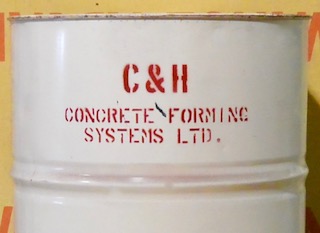 C & H
CONCRETE FORMING
SYSTEMS LTD.